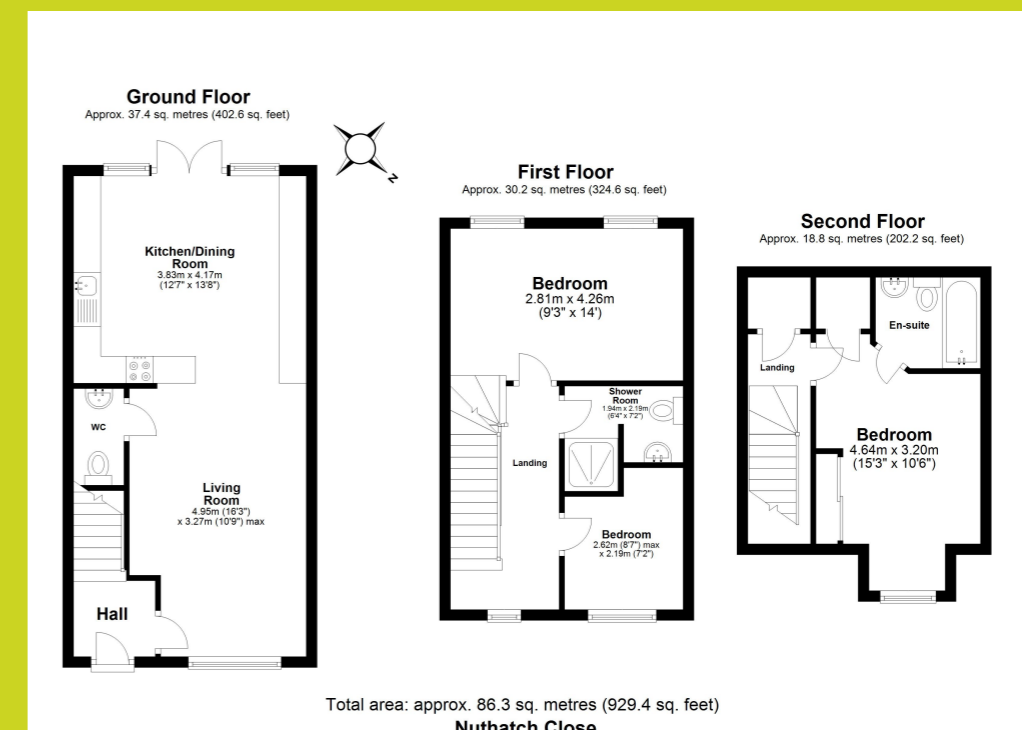 Ground Floor
Approx. 37.4 sq. metres (402.6 sq. feet)
Kitchen/Dining
Room
3.83m x 4.17m
(12'7" x 13'8")
WC
Living
Room
4.95m (16'3")
x 3.27m (10'9") max
Hall
N
First Floor
Approx. 30.2 sq. metres (324.6 sq. feet)
Bedroom
2.81m x 4.26m
(9'3" x 14')
Shower
Room
1.94m x 2.19m
(6'4" x 7'2")
Landing
Bedroom
2.62m (8'7") max
x 2.19m (7'2")
Second Floor
Approx. 18.8 sq. metres (202.2 sq. feet)
En-suite
Landing
Bedroom
4.64m x 3.20m
(15'3" x 10'6")
Total area: approx. 86.3 sq. metres (929.4 sq. feet)
Nuthatch Close